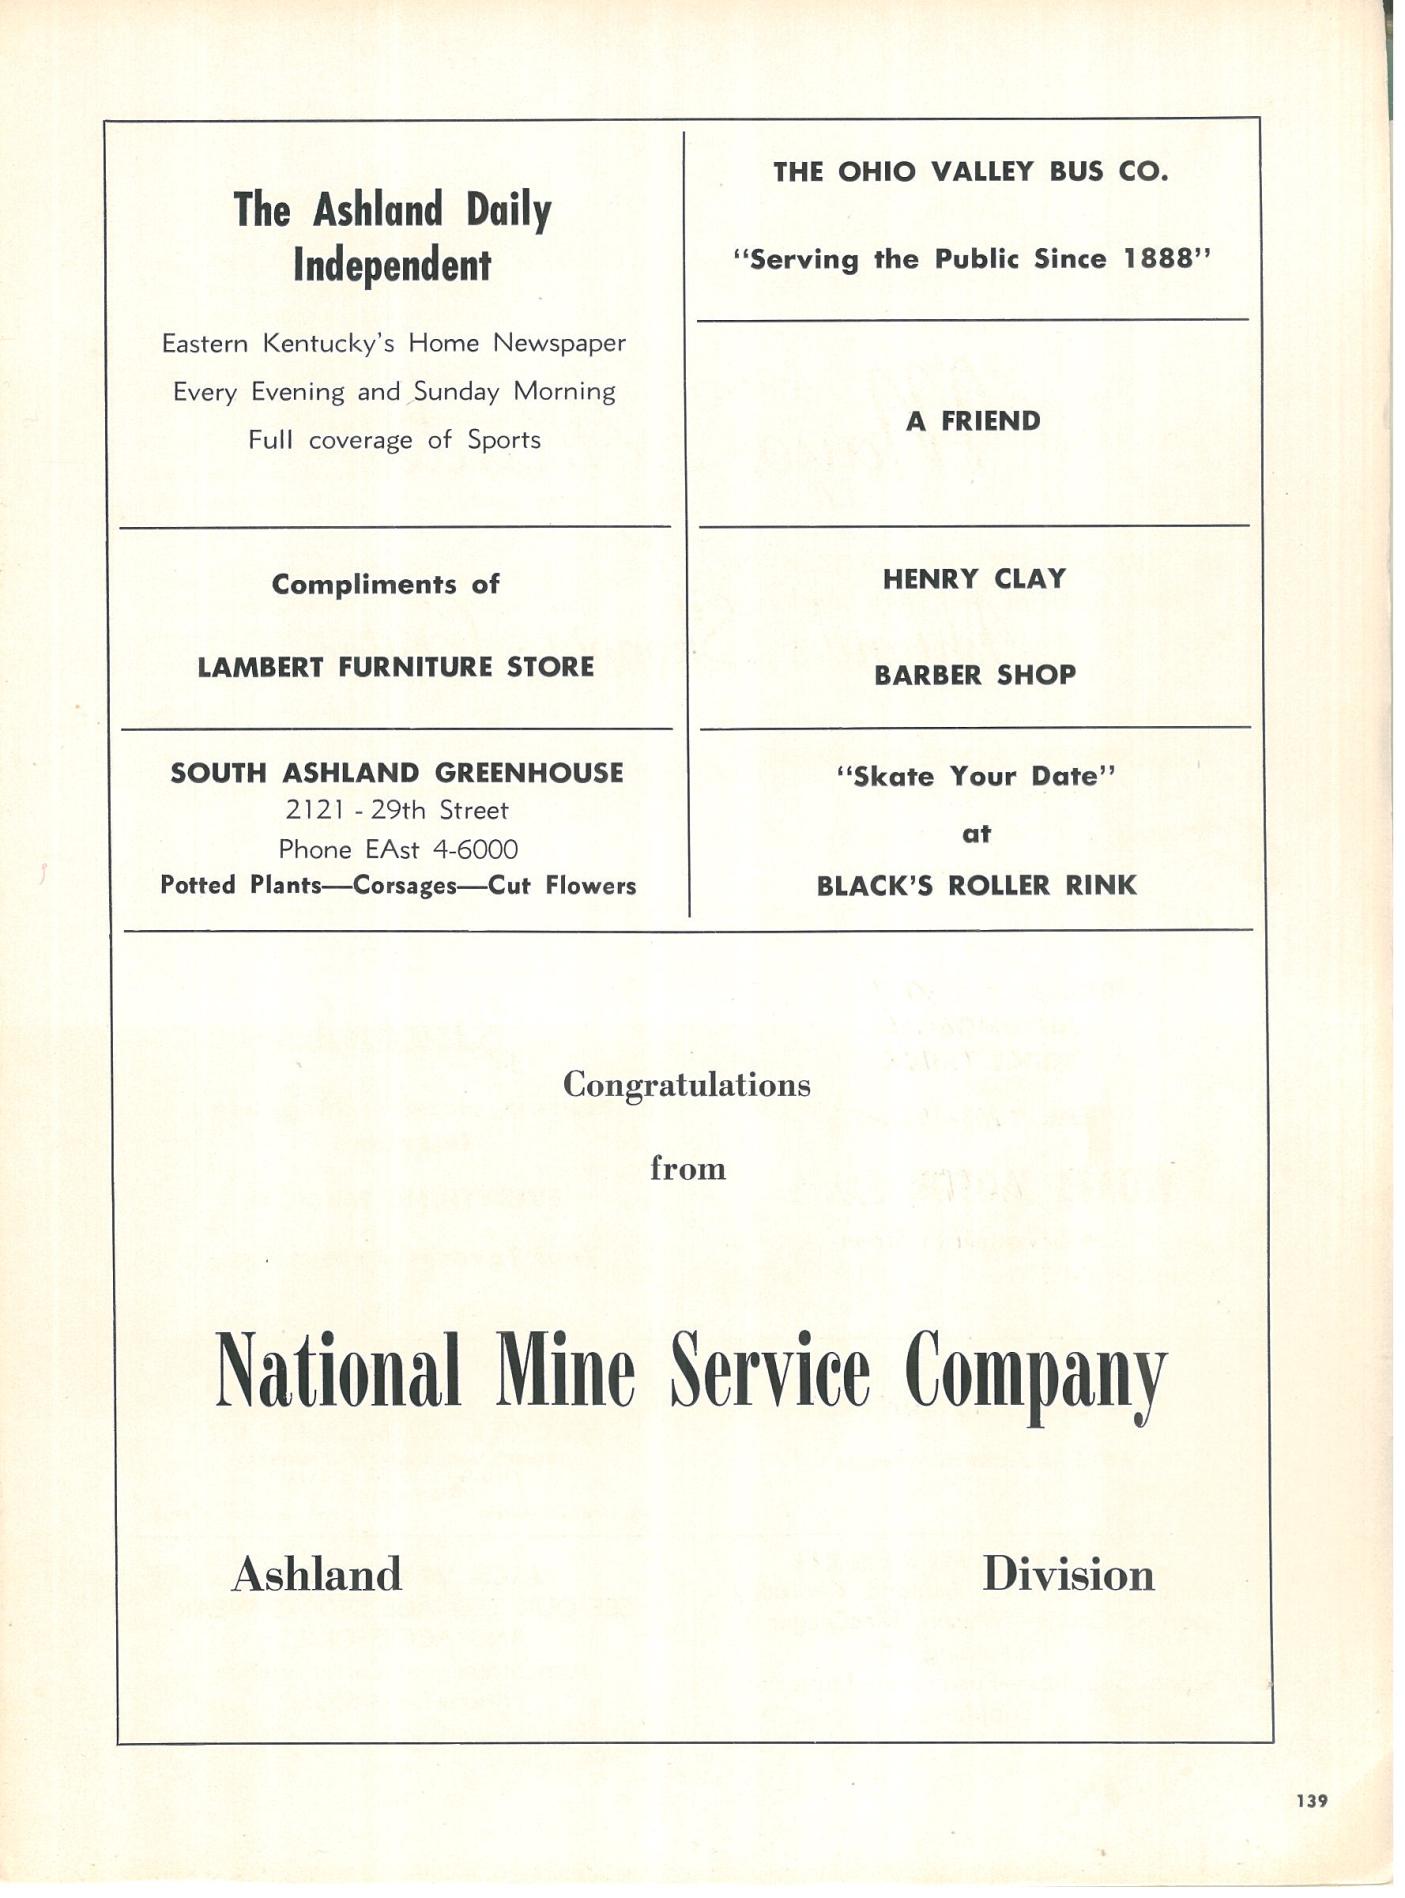 The Ashland Daily
Independent
Eastern Kentucky's Home Newspaper
Every Evening and Sunday Morning
Full coverage of Sports
Compliments of
LAMBERT FURNITURE STORE
SOUTH ASHLAND GREENHOUSE
2121 - 29th Street
Phone EAst 4-6000
Potted Plants—Corsages—Cut Flowers
THE OHIO VALLEY BUS CO.
“Serving the Public Since 1888”
A FRIEND
HENRY CLAY
BARBER SHOP
“Skate Your Date”
at
BLACK'S ROLLER RINK
Congratulations
from
National Mine Service Company
Ashland Division
139